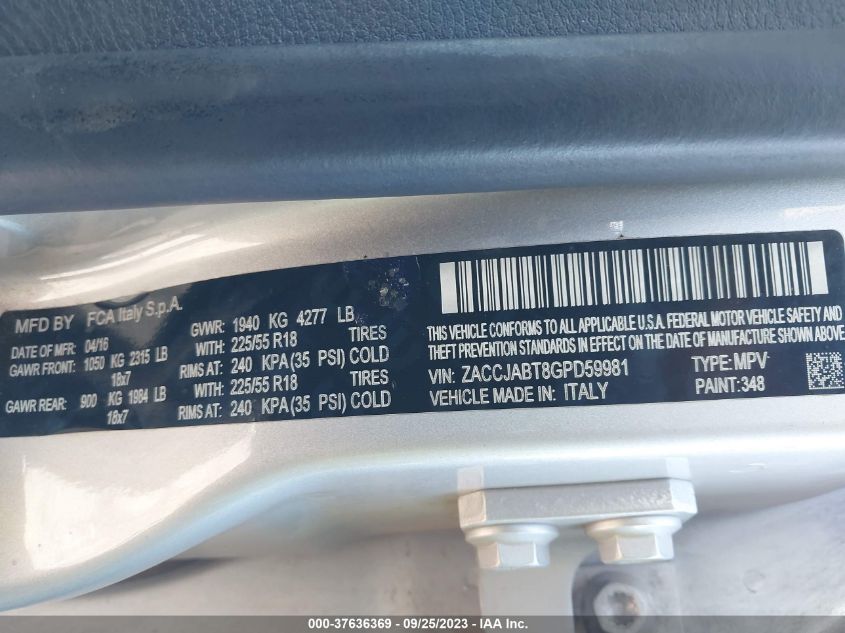 MFD BY FCA Italy S.p.A.
DATE OF MFR: 04/16 GVWR: 1940 KG 4277 LB
GAWR FRONT: 1050 KG 2315 LB WITH: 225/55 R18 TIRES
18x7 RIMS AT: 240 KPA(35 PSI) COLD
GAWR REAR: 900 KG 1984 LB WITH: 225/55 R18 TIRES
18x7 RIMS AT: 240 KPA(35 PSI) COLD
THIS VEHICLE CONFORMS TO ALL APPLICABLE U.S.A. FEDERAL MOTOR VEHICLE SAFETY AND
THEFT PREVENTION STANDARDS IN EFFECT ON THE DATE OF MANUFACTURE SHOWN ABOVE
VIN: ZACCJABT8GPD59981 TYPE:MPV
VEHICLE MADE IN: ITALY PAINT:348
000-37636369 - 09/25/2023 - IAA Inc.